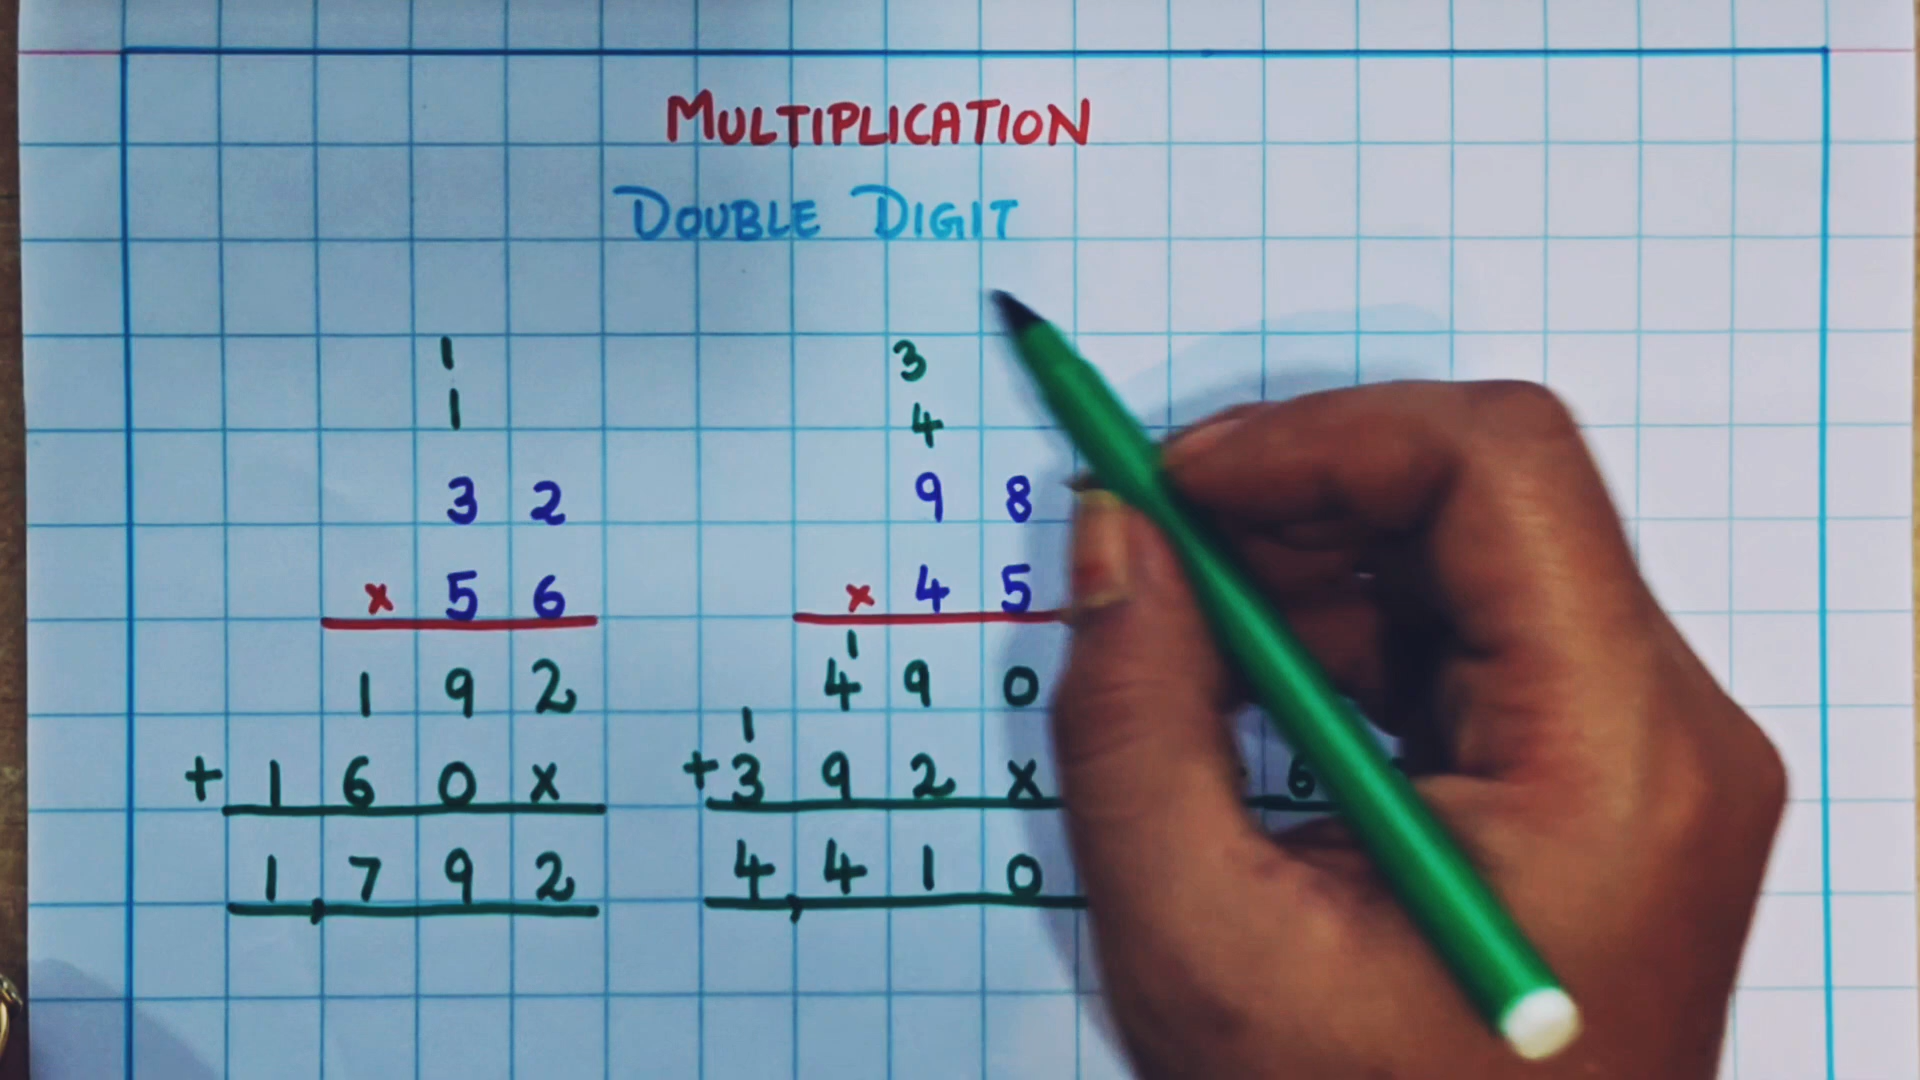 MULTIPLICATION
DOUBLE DIGIT
1
1
3 2
x 5 6
1 9 2
+ 1 6 0 x
1,7 9 2
3
4
9 8
x 4 5
1
4 9 0
1
+ 3 9 2 x
4,4 1 0
6